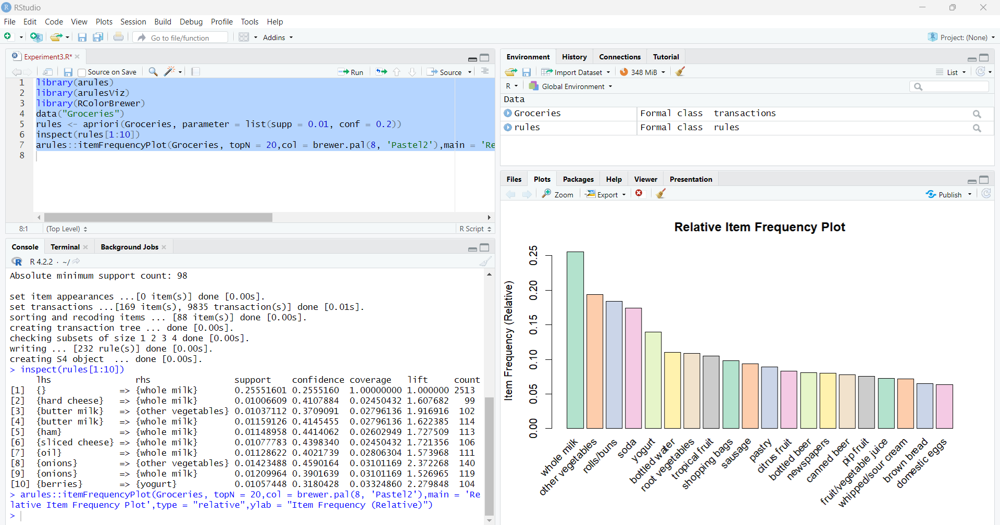 RStudio
File Edit Code View Plots Session Build Debug Profile Tools Help
Go to file/function Addins Project: (None)
Experiment3.R*
Source on Save Run Source
1 library(arules)
2 library(arulesViz)
3 library(RColorBrewer)
4 data("Groceries")
5 rules <- apriori(Groceries, parameter = list(supp = 0.01, conf = 0.2))
6 inspect(rules[1:10])
7 arules::itemFrequencyPlot(Groceries, topN = 20,col = brewer.pal(8, 'Pastel2'),main = 'Re
8
8:1 (Top Level) R Script
Console Terminal Background Jobs
R 4.2.2 · ~/
Absolute minimum support count: 98
set item appearances ...[0 item(s)] done [0.00s].
set transactions ...[169 item(s), 9835 transaction(s)] done [0.01s].
sorting and recoding items ... [88 item(s)] done [0.00s].
creating transaction tree ... done [0.00s].
checking subsets of size 1 2 3 4 done [0.00s].
writing ... [232 rule(s)] done [0.00s].
creating S4 object  ... done [0.00s].
> inspect(rules[1:10])
lhs rhs support confidence coverage lift count
[1] {} => {whole milk} 0.25551601 0.2555160 1.00000000 1.000000 2513
[2] {hard cheese} => {whole milk} 0.01006609 0.4107884 0.02450432 1.607682 99
[3] {butter milk} => {other vegetables} 0.01037112 0.3709091 0.02796136 1.916916 102
[4] {butter milk} => {whole milk} 0.01159126 0.4145455 0.02796136 1.622385 114
[5] {ham} => {whole milk} 0.01148958 0.4414062 0.02602949 1.727509 113
[6] {sliced cheese} => {whole milk} 0.01077783 0.4398340 0.02450432 1.721356 106
[7] {oil} => {whole milk} 0.01128622 0.4021739 0.02806304 1.573968 111
[8] {onions} => {other vegetables} 0.01423488 0.4590164 0.03101169 2.372268 140
[9] {onions} => {whole milk} 0.01209964 0.3901639 0.03101169 1.526965 119
[10] {berries} => {yogurt} 0.01057448 0.3180428 0.03324860 2.279848 104
> arules::itemFrequencyPlot(Groceries, topN = 20,col = brewer.pal(8, 'Pastel2'),main = 'Re
lative Item Frequency Plot',type = "relative",ylab = "Item Frequency (Relative)")
>
Environment History Connections Tutorial
Import Dataset 348 MiB List
R Global Environment
Data
Groceries Formal class transactions
rules Formal class rules
Files Plots Packages Help Viewer Presentation
Zoom Export Publish
Relative Item Frequency Plot
Item Frequency (Relative)
0.25
0.20
0.15
0.10
0.05
0.00
whole milk
other vegetables
rolls/buns
soda
yogurt
bottled water
root vegetables
tropical fruit
shopping bags
sausage
pastry
citrus fruit
bottled beer
newspapers
canned beer
pip fruit
fruit/vegetable juice
whipped/sour cream
brown bread
domestic eggs